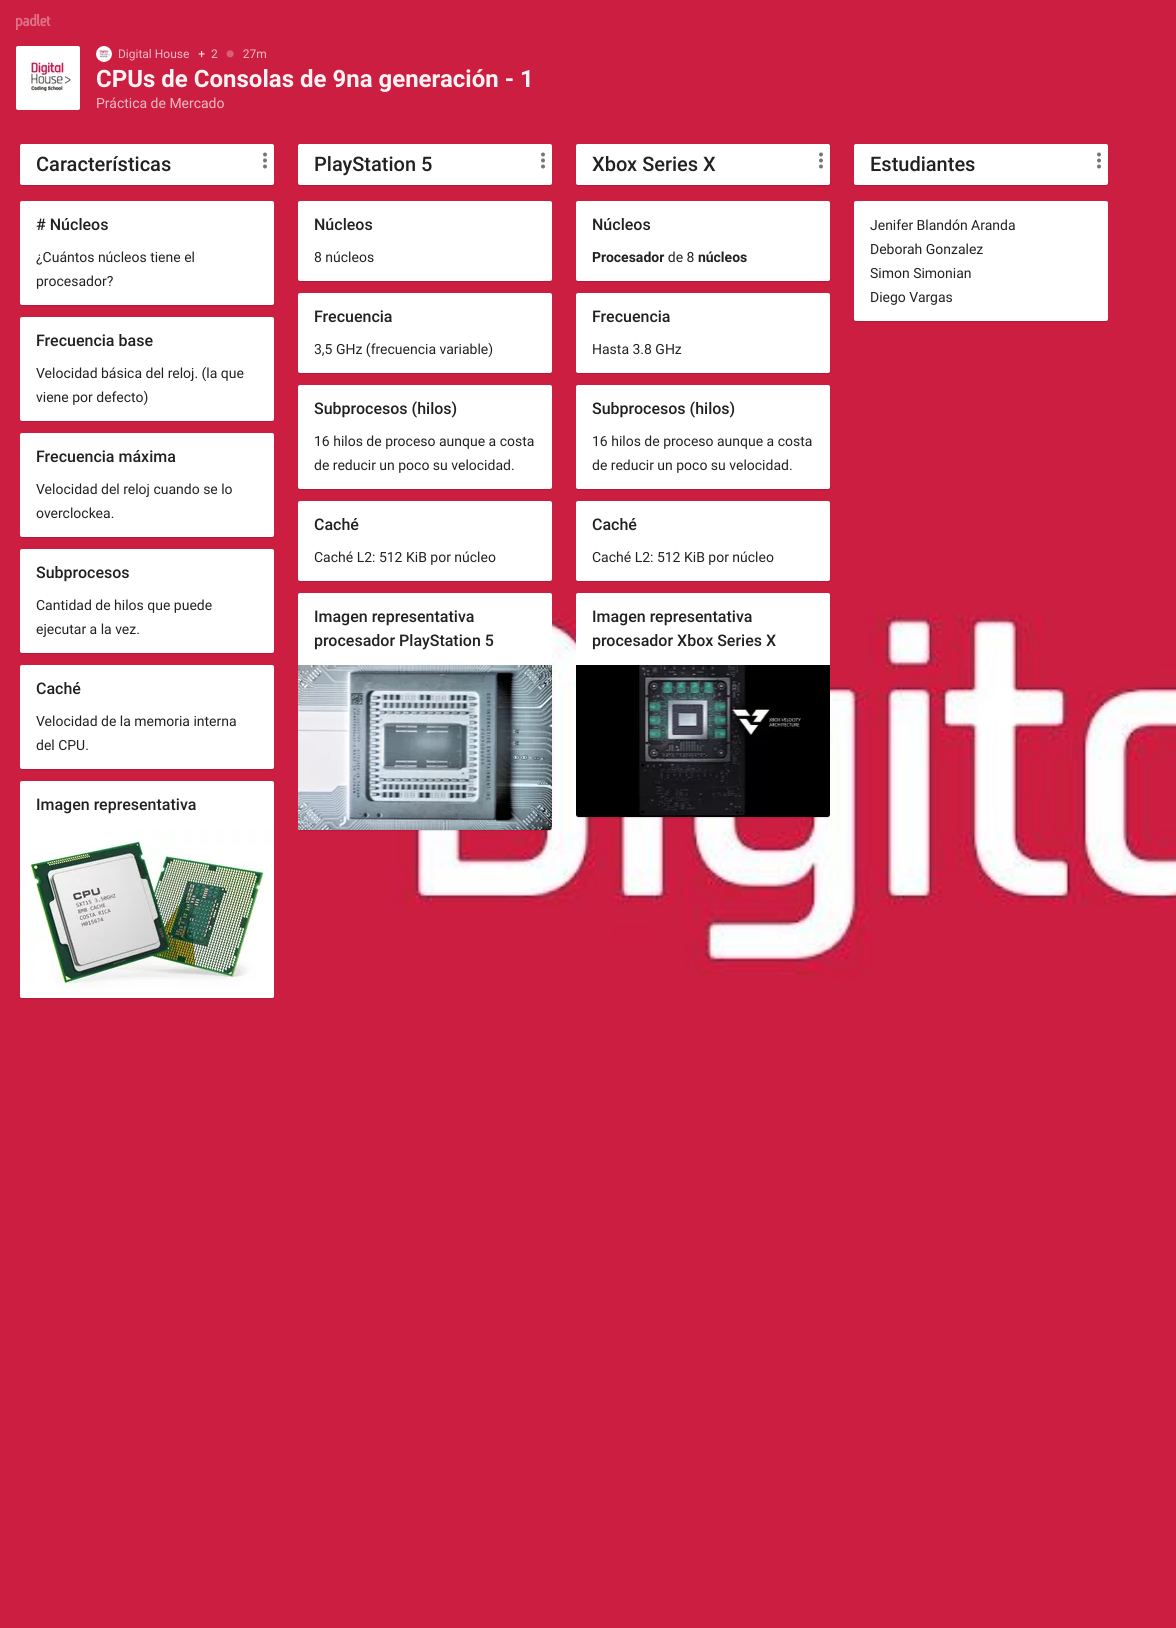 padlet
Digital
House>
Coding School
Digital House + 2 27m
CPUs de Consolas de 9na generación - 1
Práctica de Mercado
Características
# Núcleos
¿Cuántos núcleos tiene el
procesador?
Frecuencia base
Velocidad básica del reloj. (la que
viene por defecto)
Frecuencia máxima
Velocidad del reloj cuando se lo
overclockea.
Subprocesos
Cantidad de hilos que puede
ejecutar a la vez.
Caché
Velocidad de la memoria interna
del CPU.
Imagen representativa
CPU
8MB CACHE
COSTA RICA
PlayStation 5
Núcleos
8 núcleos
Frecuencia
3,5 GHz (frecuencia variable)
Subprocesos (hilos)
16 hilos de proceso aunque a costa
de reducir un poco su velocidad.
Caché
Caché L2: 512 KiB por núcleo
Imagen representativa
procesador PlayStation 5
Xbox Series X
Núcleos
Procesador de 8 núcleos
Frecuencia
Hasta 3.8 GHz
Subprocesos (hilos)
16 hilos de proceso aunque a costa
de reducir un poco su velocidad.
Caché
Caché L2: 512 KiB por núcleo
Imagen representativa
procesador Xbox Series X
XBOX VELOCITY
ARCHITECTURE
Estudiantes
Jenifer Blandón Aranda
Deborah Gonzalez
Simon Simonian
Diego Vargas
Digita